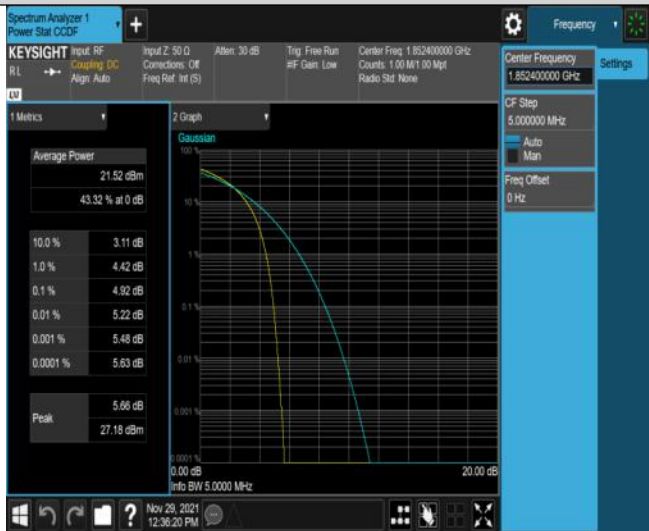 Spectrum Analyzer 1
Power Stat CCDF
+
Frequency
KEYSIGHT
RL
Input: RF
Coupling: DC
Align: Auto
Input Z: 50 Ω
Corrections: Off
Freq Ref: Int (S)
Atten: 30 dB
Trig: Free Run
#IF Gain: Low
Center Freq: 1.852400000 GHz
Counts: 1.00 M/1.00 Mpt
Radio Std: None
1 Metrics
Average Power
21.52 dBm
43.32 % at 0 dB
10.0 % 3.11 dB
1.0 % 4.42 dB
0.1 % 4.92 dB
0.01 % 5.22 dB
0.001 % 5.48 dB
0.0001 % 5.63 dB
Peak
5.66 dB
27.18 dBm
2 Graph
Gaussian
100 %
10 %
1 %
0.1 %
0.01 %
0.001 %
0.0001 %
0.00 dB 20.00 dB
Info BW 5.0000 MHz
Center Frequency
1.852400000 GHz
Settings
CF Step
5.000000 MHz
Auto
Man
Freq Offset
0 Hz
?
Nov 29, 2021
12:36:20 PM